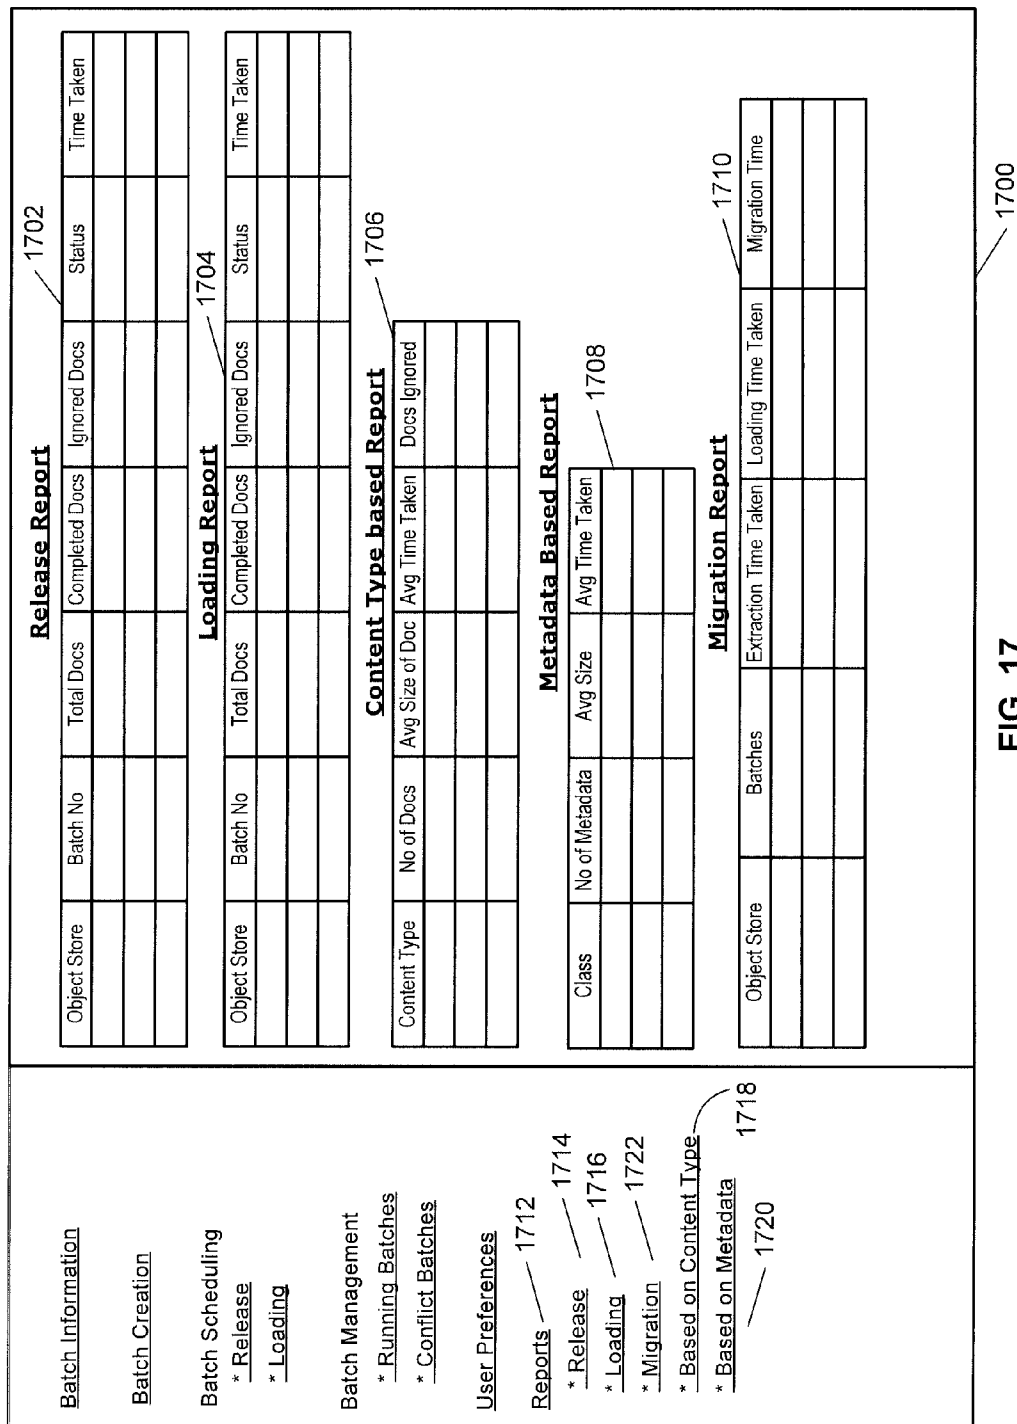 Batch Information
Batch Creation
Batch Scheduling
* Release
* Loading
Batch Management
* Running Batches
* Conflict Batches
User Preferences
Reports 1712
* Release 1714
* Loading 1716
* Migration 1722
* Based on Content Type 1718
* Based on Metadata
1720
Release Report
1702
Object Store Batch No Total Docs Completed Docs Ignored Docs Status Time Taken
Loading Report
1704
Object Store Batch No Total Docs Completed Docs Ignored Docs Status Time Taken
Content Type based Report
1706
Content Type No of Docs Avg Size of Doc Avg Time Taken Docs Ignored
Metadata Based Report
Class No of Metadata Avg Size Avg Time Taken
1708
Migration Report
1710
Object Store Batches Extraction Time Taken Loading Time Taken Migration Time
1700
FIG. 17